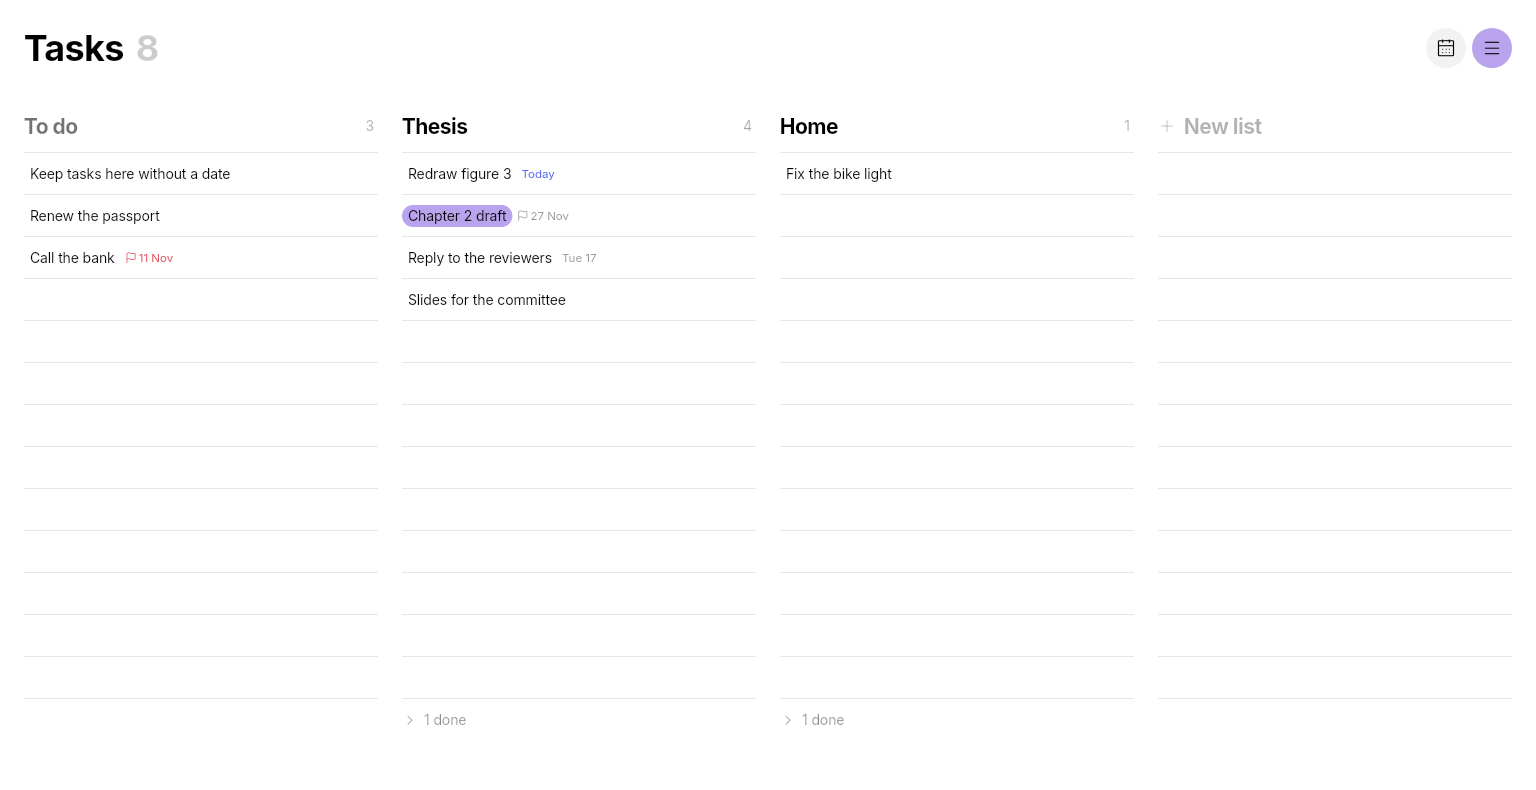 Tasks 8
To do 3
Keep tasks here without a date
Renew the passport
Call the bank 11 Nov
Thesis 4
Redraw figure 3 Today
Chapter 2 draft 27 Nov
Reply to the reviewers Tue 17
Slides for the committee
1 done
Home 1
Fix the bike light
1 done
New list